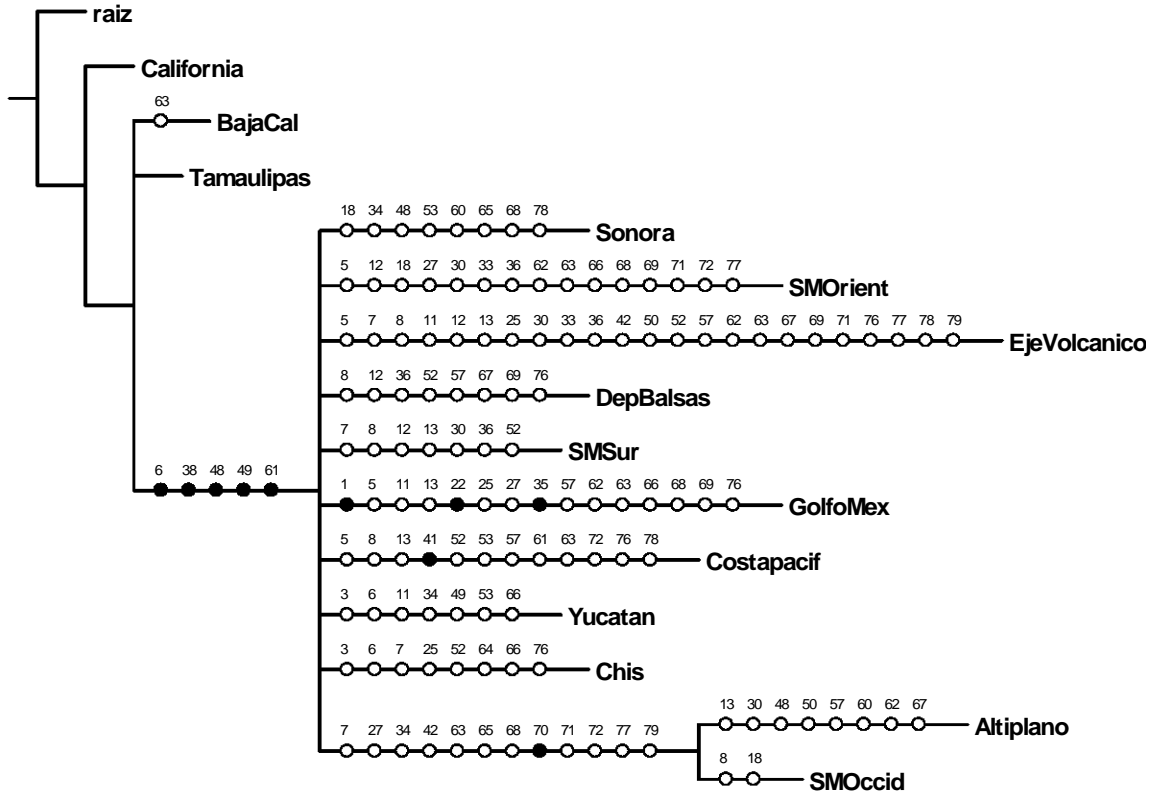 raiz
California
63
BajaCal
Tamaulipas
18 34 48 53 60 65 68 78
Sonora
5 12 18 27 30 33 36 62 63 66 68 69 71 72 77
SMOrient
5 7 8 11 12 13 25 30 33 36 42 50 52 57 62 63 67 69 71 76 77 78 79
EjeVolcanico
8 12 36 52 57 67 69 76
DepBalsas
7 8 12 13 30 36 52
SMSur
6 38 48 49 61
1 5 11 13 22 25 27 35 57 62 63 66 68 69 76
GolfoMex
5 8 13 41 52 53 57 61 63 72 76 78
Costapacif
3 6 11 34 49 53 66
Yucatan
3 6 7 25 52 64 66 76
Chis
13 30 48 50 57 60 62 67
Altiplano
7 27 34 42 63 65 68 70 71 72 77 79
8 18
SMOccid